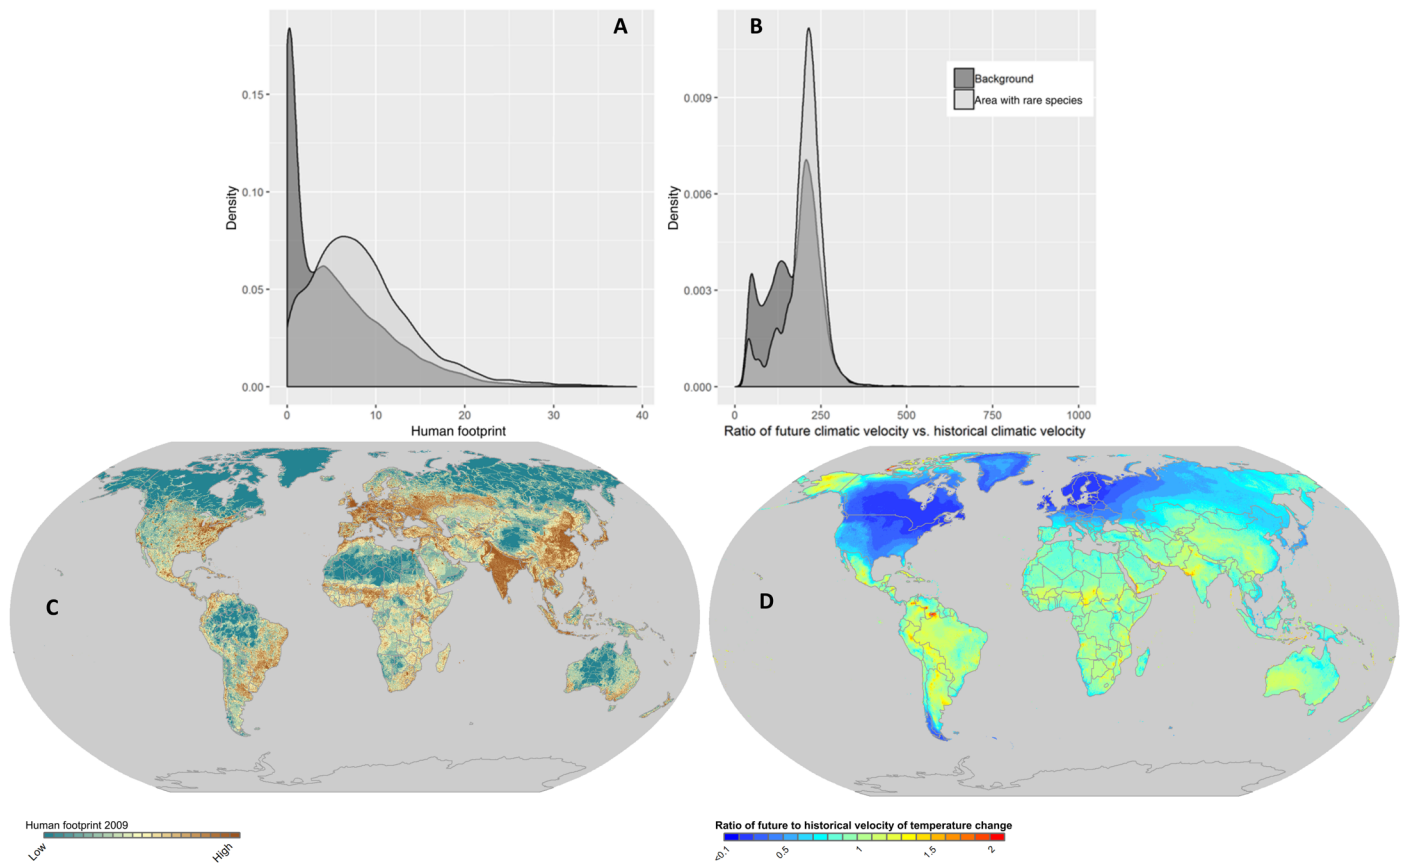 A
Density
0.15
0.10
0.05
0.00
0
10
20
30
40
Human footprint
B
Density
0.009
0.006
0.003
0.000
0
250
500
750
1000
Ratio of future climatic velocity vs. historical climatic velocity
Background
Area with rare species
C
Human footprint 2009
Low
High
D
Ratio of future to historical velocity of temperature change
<0.1
0.5
1
1.5
2